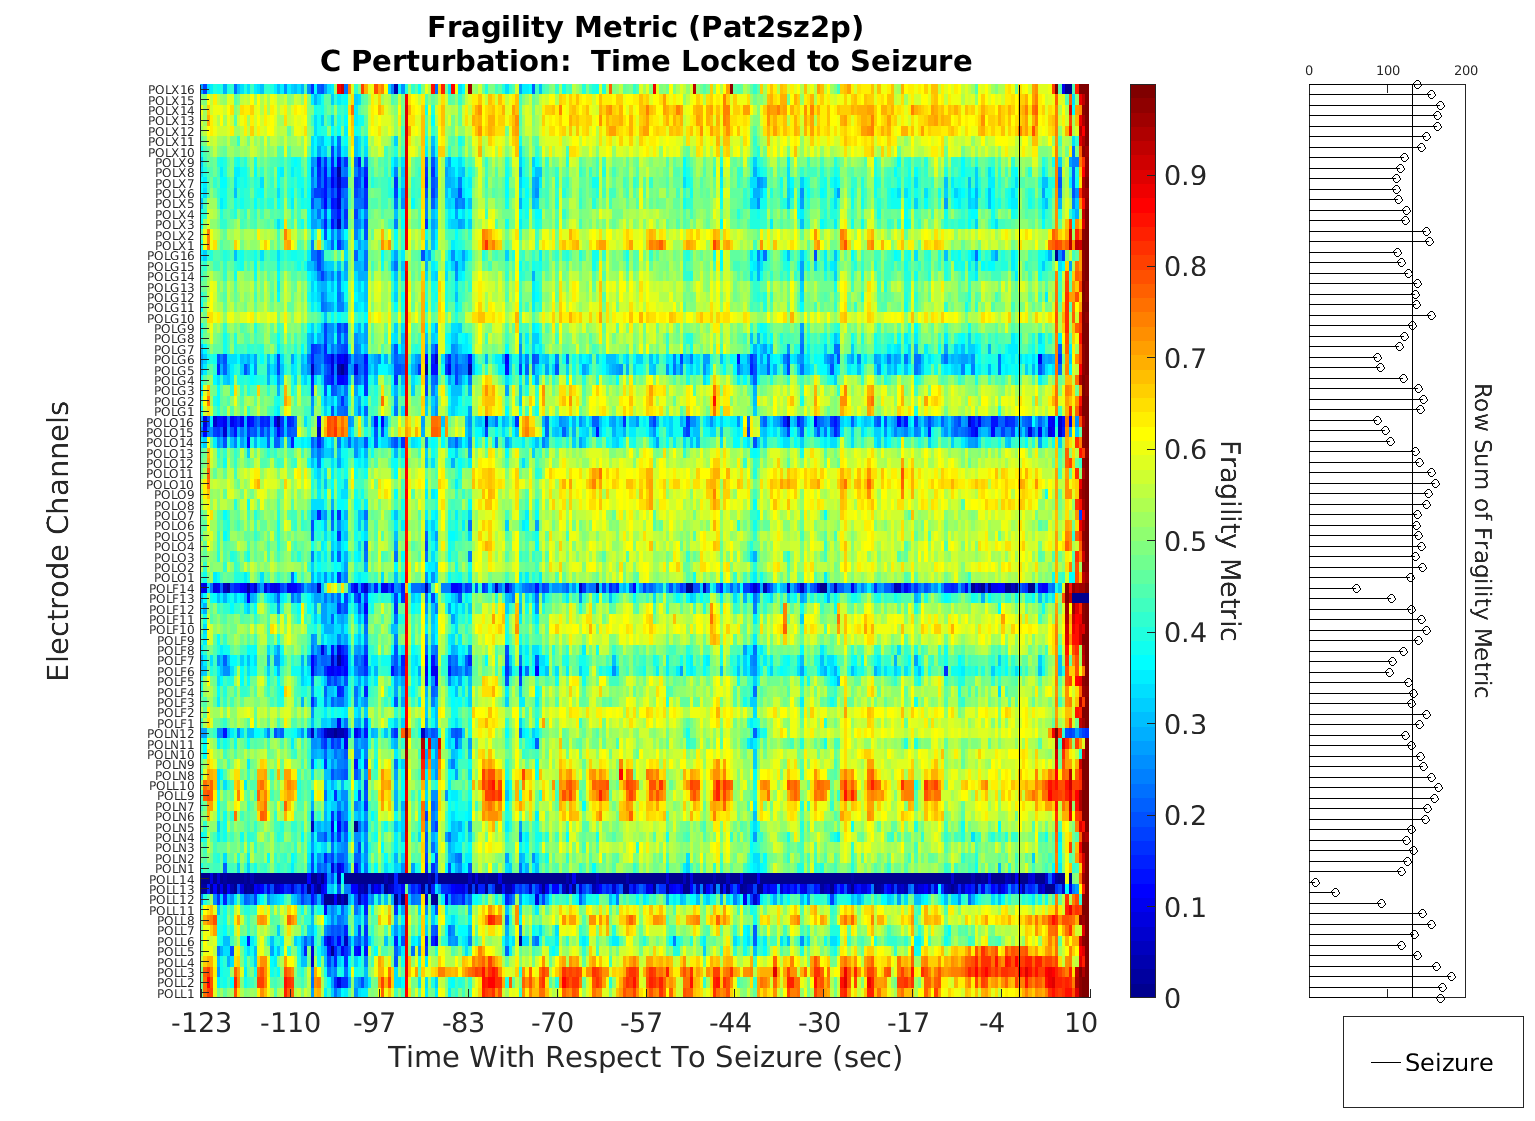 Fragility Metric (Pat2sz2p)
C Perturbation:  Time Locked to Seizure
Electrode Channels
POLX16
POLX15
POLX14
POLX13
POLX12
POLX11
POLX10
POLX9
POLX8
POLX7
POLX6
POLX5
POLX4
POLX3
POLX2
POLX1
POLG16
POLG15
POLG14
POLG13
POLG12
POLG11
POLG10
POLG9
POLG8
POLG7
POLG6
POLG5
POLG4
POLG3
POLG2
POLG1
POLO16
POLO15
POLO14
POLO13
POLO12
POLO11
POLO10
POLO9
POLO8
POLO7
POLO6
POLO5
POLO4
POLO3
POLO2
POLO1
POLF14
POLF13
POLF12
POLF11
POLF10
POLF9
POLF8
POLF7
POLF6
POLF5
POLF4
POLF3
POLF2
POLF1
POLN12
POLN11
POLN10
POLN9
POLN8
POLL10
POLL9
POLN7
POLN6
POLN5
POLN4
POLN3
POLN2
POLN1
POLL14
POLL13
POLL12
POLL11
POLL8
POLL7
POLL6
POLL5
POLL4
POLL3
POLL2
POLL1
-123 -110 -97 -83 -70 -57 -44 -30 -17 -4 10
Time With Respect To Seizure (sec)
0.9
0.8
0.7
0.6
0.5
0.4
0.3
0.2
0.1
0
Fragility Metric
0 100 200
Row Sum of Fragility Metric
Seizure